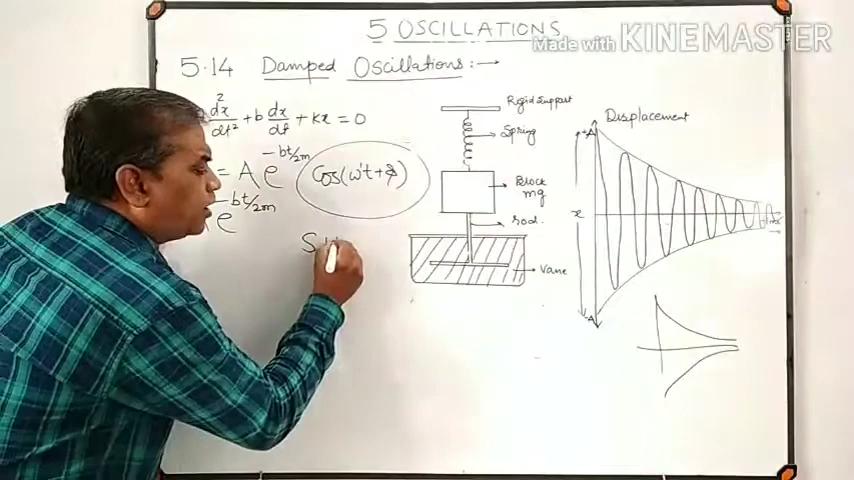 5 OSCILLATIONS
Made with KINEMASTER
5.14 Damped Oscillations :→
d²x/dt² + b dx/dt + kx = 0
= A e^-bt/2m Cos(ω't + φ)
e^-bt/2m
S
Rigid Support
Spring
Block
mg
rod.
Vane
Displacement
+A
x
-A